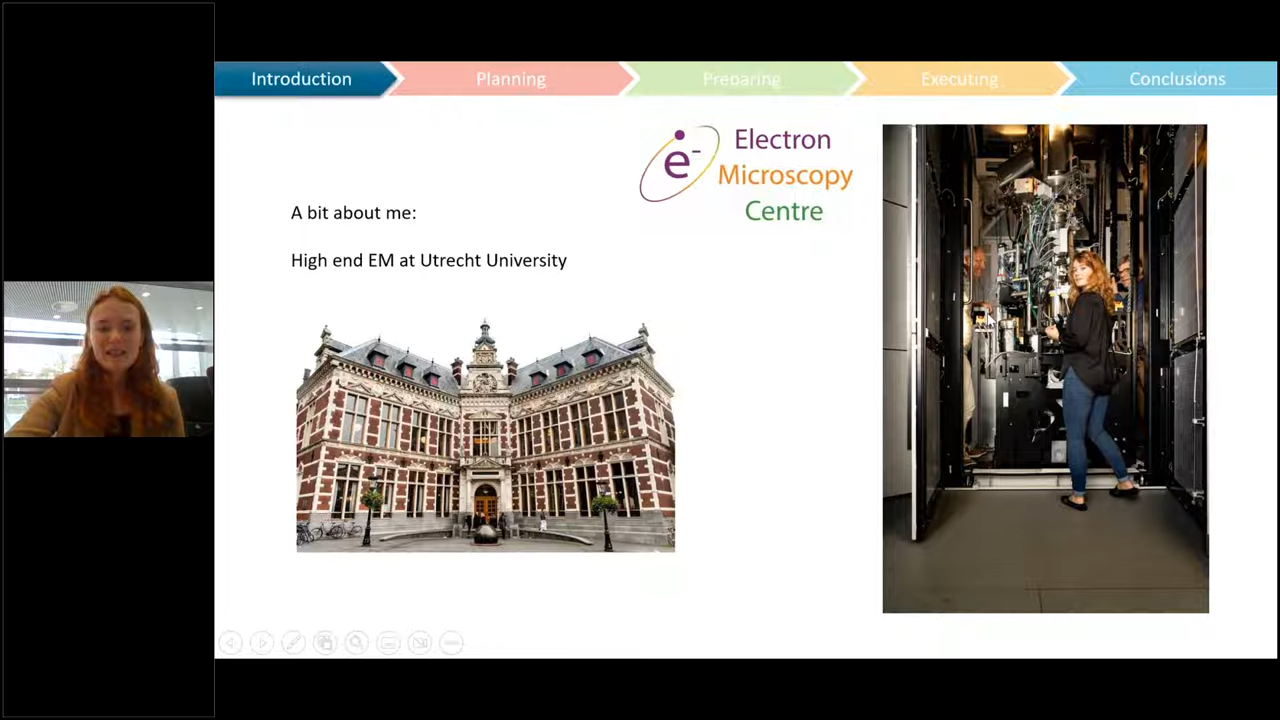 Introduction
Planning
Preparing
Executing
Conclusions
e-
Electron
Microscopy
Centre
A bit about me:
High end EM at Utrecht University